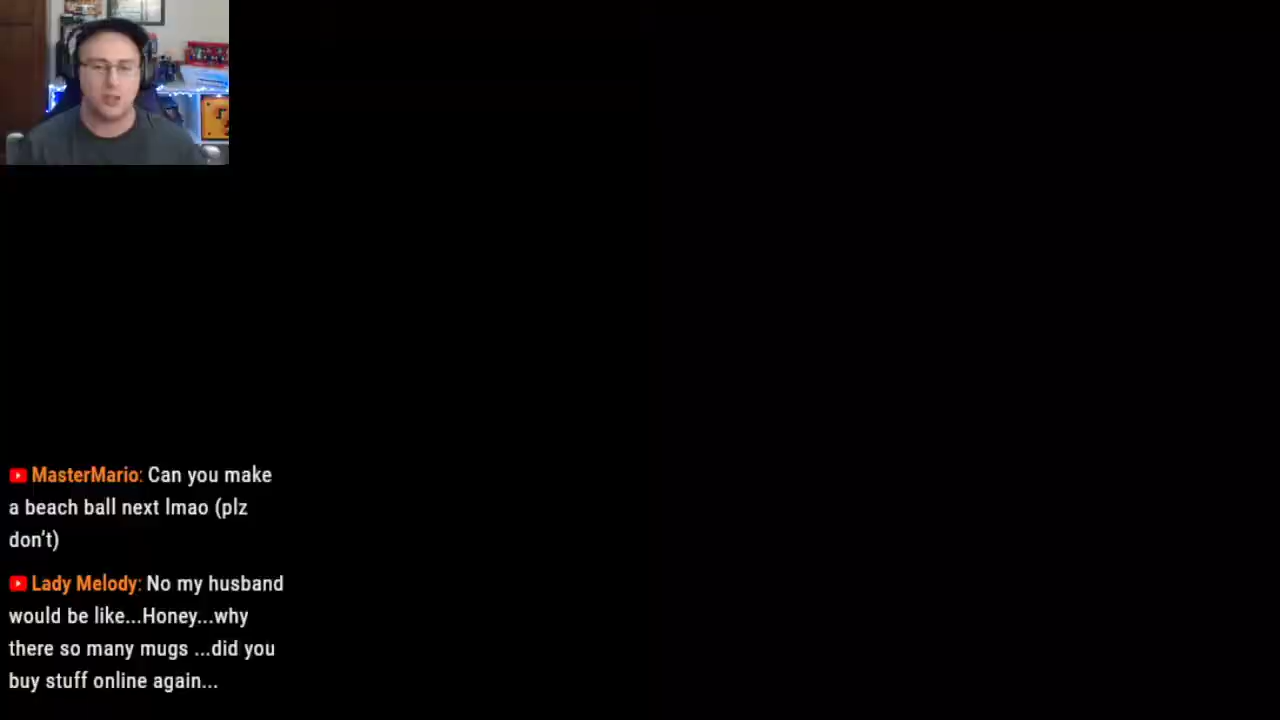 MasterMario: Can you make
a beach ball next lmao (plz
don't)
Lady Melody: No my husband
would be like...Honey...why
there so many mugs ...did you
buy stuff online again...